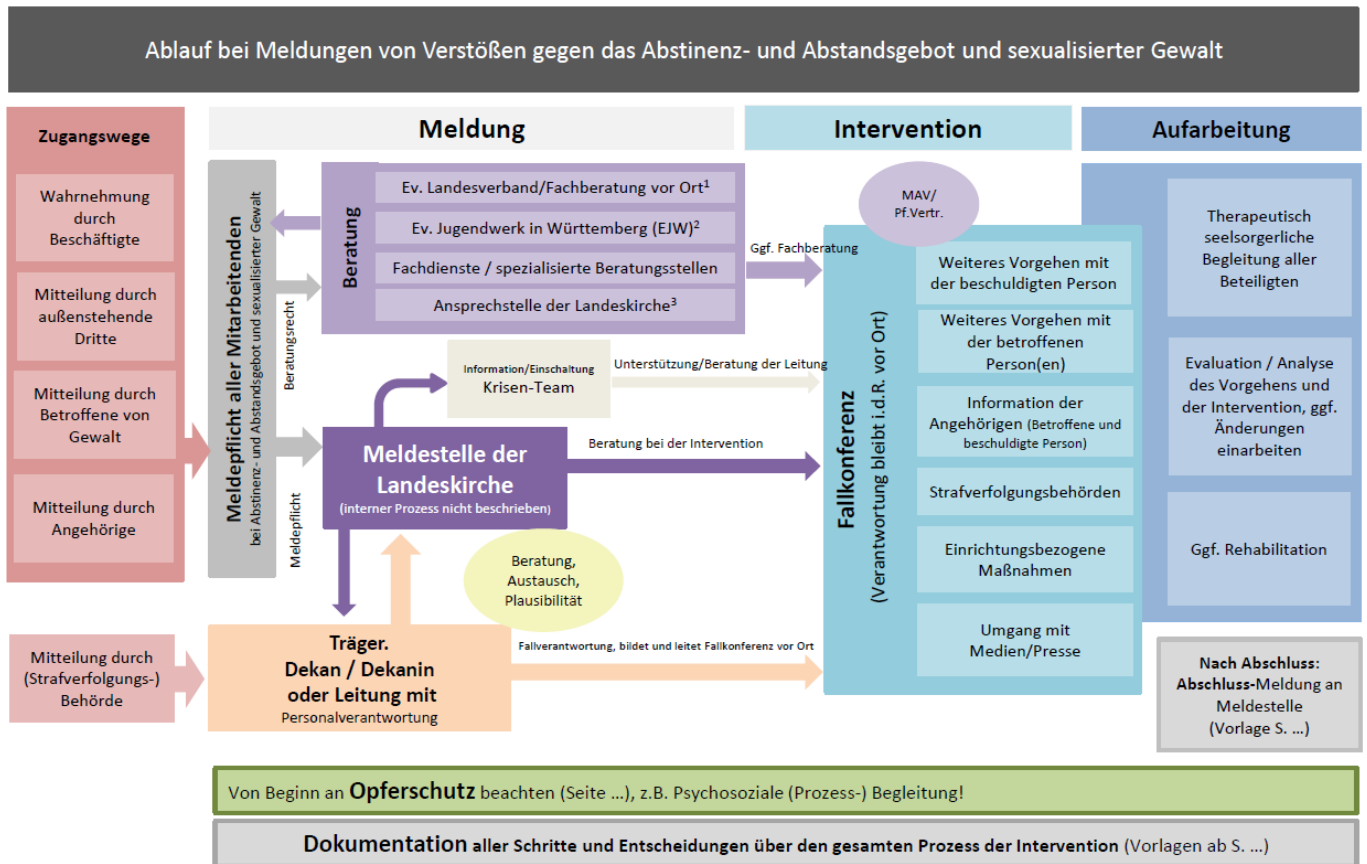 Ablauf bei Meldungen von Verstößen gegen das Abstinenz- und Abstandsgebot und sexualisierter Gewalt
Zugangswege
Wahrnehmung
durch
Beschäftigte
Mitteilung durch
außenstehende
Dritte
Mitteilung durch
Betroffene von
Gewalt
Mitteilung durch
Angehörige
Mitteilung durch
(Strafverfolgungs-)
Behörde
Meldung
Meldepflicht aller Mitarbeitenden
bei Abstinenz- und Abstandsgebot und sexualisierter Gewalt
Beratungsrecht
Meldepflicht
Beratung
Ev. Landesverband/Fachberatung vor Ort¹
Ev. Jugendwerk in Württemberg (EJW)²
Fachdienste / spezialisierte Beratungsstellen
Ansprechstelle der Landeskirche³
Ggf. Fachberatung
Information/Einschaltung
Krisen-Team
Unterstützung/Beratung der Leitung
Meldestelle der
Landeskirche
(interner Prozess nicht beschrieben)
Beratung bei der Intervention
Beratung,
Austausch,
Plausibilität
Träger.
Dekan / Dekanin
oder Leitung mit
Personalverantwortung
Fallverantwortung, bildet und leitet Fallkonferenz vor Ort
Intervention
MAV/
Pf.Vertr.
Fallkonferenz
(Verantwortung bleibt i.d.R. vor Ort)
Weiteres Vorgehen mit
der beschuldigten Person
Weiteres Vorgehen mit
der betroffenen
Person(en)
Information der
Angehörigen (Betroffene und
beschuldigte Person)
Strafverfolgungsbehörden
Einrichtungsbezogene
Maßnahmen
Umgang mit
Medien/Presse
Aufarbeitung
Therapeutisch
seelsorgerliche
Begleitung aller
Beteiligten
Evaluation / Analyse
des Vorgehens und
der Intervention, ggf.
Änderungen
einarbeiten
Ggf. Rehabilitation
Nach Abschluss:
Abschluss-Meldung an
Meldestelle
(Vorlage S. …)
Von Beginn an Opferschutz beachten (Seite …), z.B. Psychosoziale (Prozess-) Begleitung!
Dokumentation aller Schritte und Entscheidungen über den gesamten Prozess der Intervention (Vorlagen ab S. …)